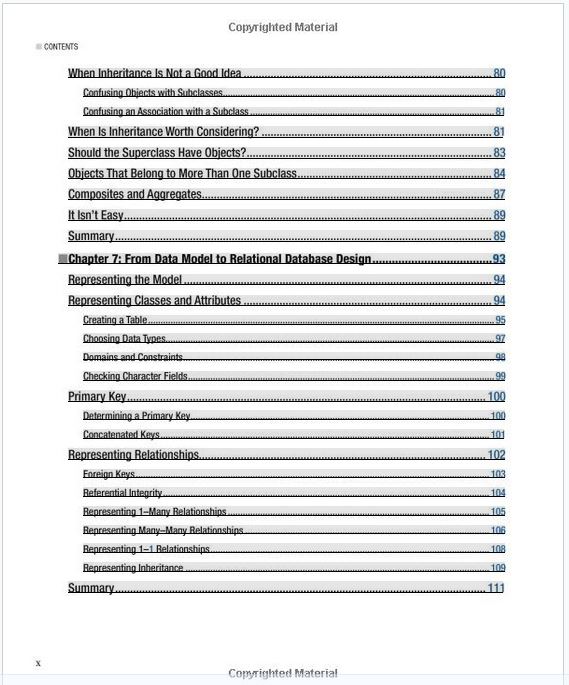 Copyrighted Material
CONTENTS
When Inheritance Is Not a Good Idea 80
Confusing Objects with Subclasses 80
Confusing an Association with a Subclass 81
When Is Inheritance Worth Considering? 81
Should the Superclass Have Objects? 83
Objects That Belong to More Than One Subclass 84
Composites and Aggregates 87
It Isn't Easy 89
Summary 89
Chapter 7: From Data Model to Relational Database Design 93
Representing the Model 94
Representing Classes and Attributes 94
Creating a Table 95
Choosing Data Types 97
Domains and Constraints 98
Checking Character Fields 99
Primary Key 100
Determining a Primary Key 100
Concatenated Keys 101
Representing Relationships 102
Foreign Keys 103
Referential Integrity 104
Representing 1–Many Relationships 105
Representing Many–Many Relationships 106
Representing 1–1 Relationships 108
Representing Inheritance 109
Summary 111
x
Copyrighted Material